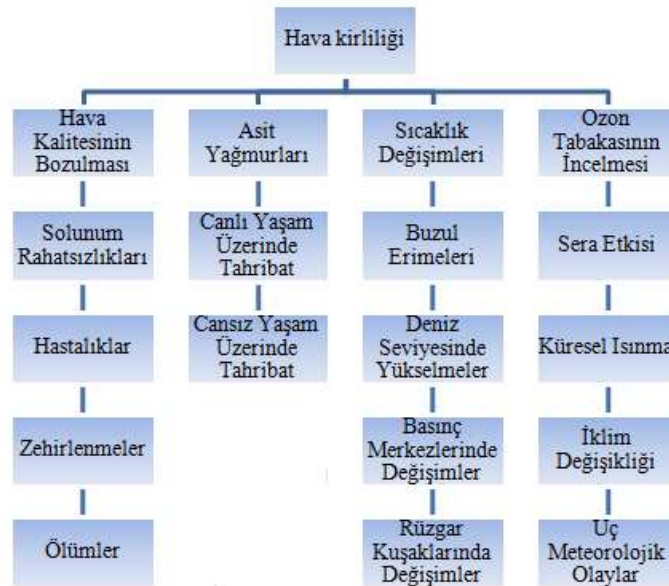 Hava kirliliği
Hava
Kalitesinin
Bozulması
Solunum
Rahatsızlıkları
Hastalıklar
Zehirlenmeler
Ölümler
Asit
Yağmurları
Canlı Yaşam
Üzerinde
Tahribat
Cansız Yaşam
Üzerinde
Tahribat
Sıcaklık
Değişimleri
Buzul
Erimeleri
Deniz
Seviyesinde
Yükselmeler
Basınç
Merkezlerinde
Değişimler
Rüzgar
Kuşaklarında
Değişimler
Ozon
Tabakasının
İncelmesi
Sera Etkisi
Küresel Isınma
İklim
Değişikliği
Uç
Meteorolojik
Olaylar